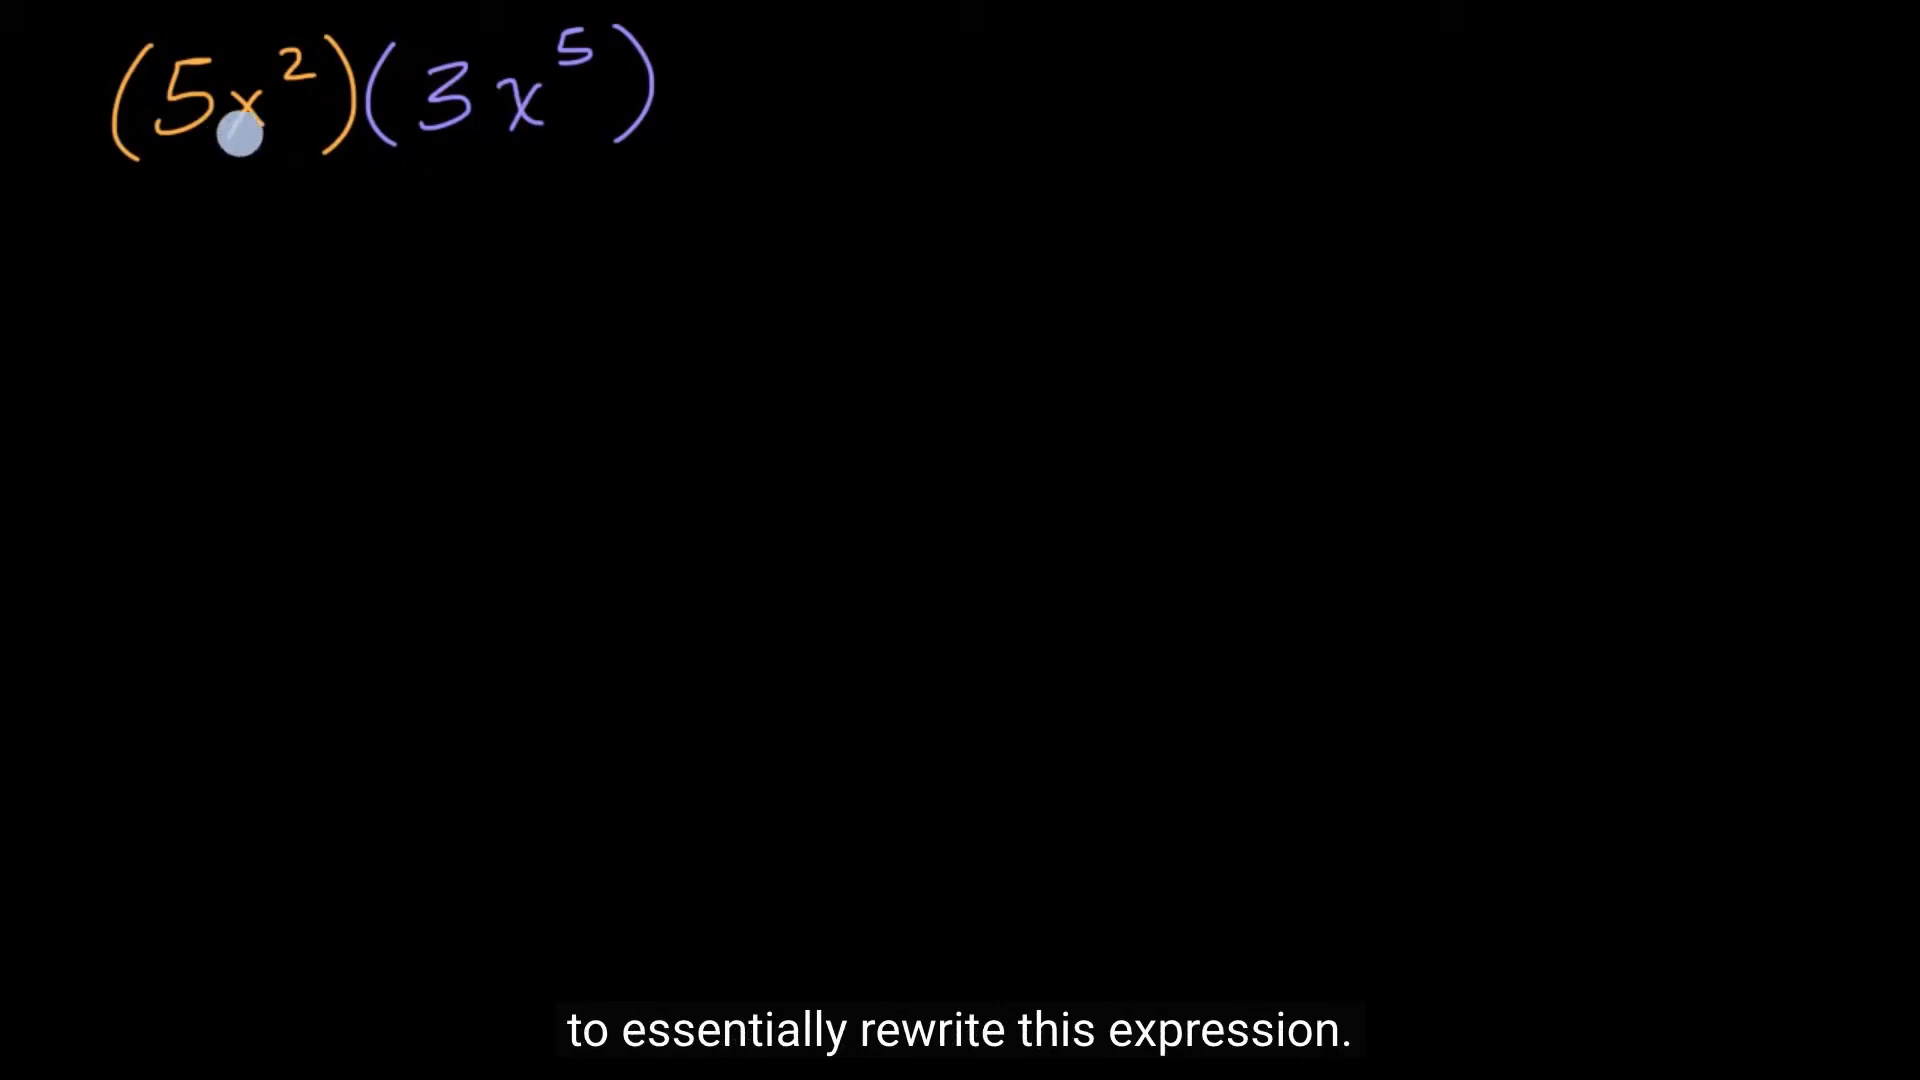 (5x²)(3x⁵)
to essentially rewrite this expression.